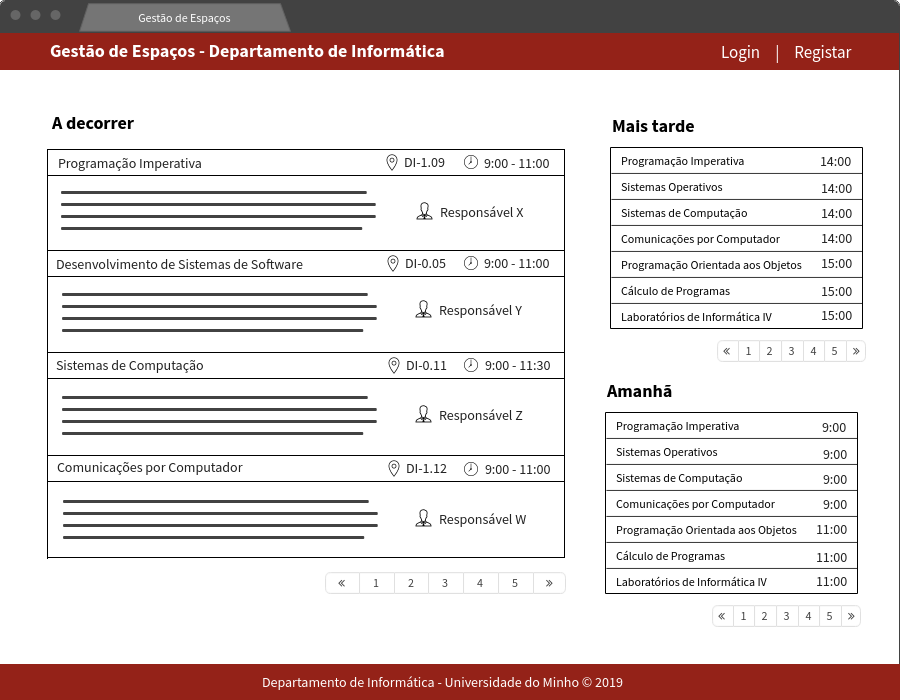 Gestão de Espaços
Gestão de Espaços - Departamento de Informática
Login | Registar
A decorrer
Programação Imperativa DI-1.09 9:00 - 11:00
Responsável X
Desenvolvimento de Sistemas de Software DI-0.05 9:00 - 11:00
Responsável Y
Sistemas de Computação DI-0.11 9:00 - 11:30
Responsável Z
Comunicações por Computador DI-1.12 9:00 - 11:00
Responsável W
« 1 2 3 4 5 »
Mais tarde
Programação Imperativa 14:00
Sistemas Operativos 14:00
Sistemas de Computação 14:00
Comunicações por Computador 14:00
Programação Orientada aos Objetos 15:00
Cálculo de Programas 15:00
Laboratórios de Informática IV 15:00
« 1 2 3 4 5 »
Amanhã
Programação Imperativa 9:00
Sistemas Operativos 9:00
Sistemas de Computação 9:00
Comunicações por Computador 9:00
Programação Orientada aos Objetos 11:00
Cálculo de Programas 11:00
Laboratórios de Informática IV 11:00
« 1 2 3 4 5 »
Departamento de Informática - Universidade do Minho © 2019